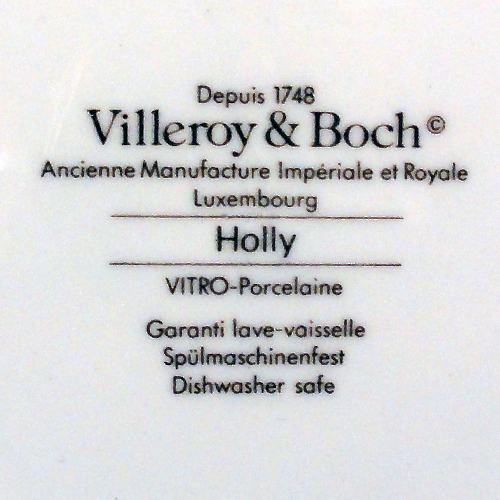 Depuis 1748
Villeroy & Boch©
Ancienne Manufacture Impériale et Royale
Luxembourg
Holly
VITRO-Porcelaine
Garanti lave-vaisselle
Spülmaschinenfest
Dishwasher safe